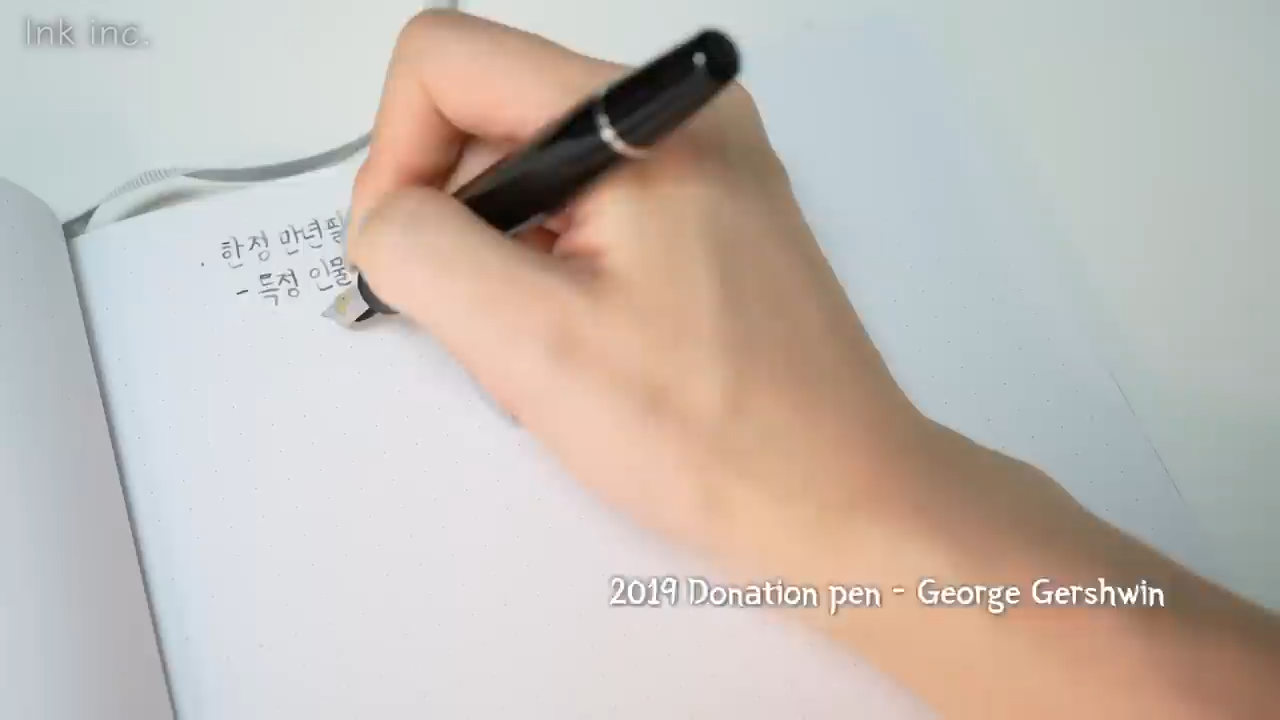 Ink inc.
· 한정 만년필
- 특정 인물
2019 Donation pen - George Gershwin